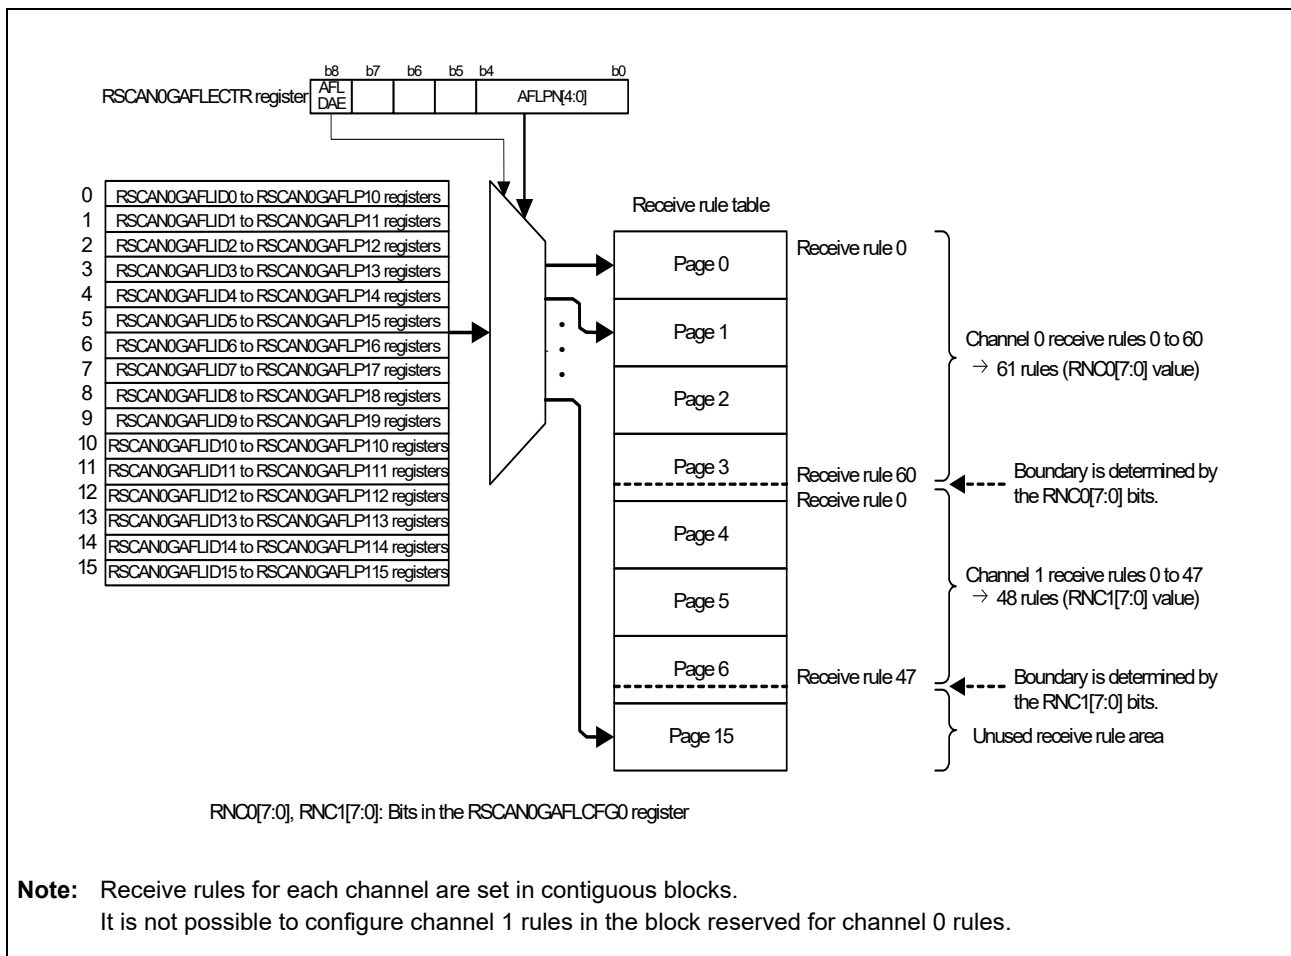 b8 b7 b6 b5 b4 b0
RSCAN0GAFLECTR register
AFL
DAE
AFLPN[4:0]
0 RSCAN0GAFLID0 to RSCAN0GAFLP10 registers
1 RSCAN0GAFLID1 to RSCAN0GAFLP11 registers
2 RSCAN0GAFLID2 to RSCAN0GAFLP12 registers
3 RSCAN0GAFLID3 to RSCAN0GAFLP13 registers
4 RSCAN0GAFLID4 to RSCAN0GAFLP14 registers
5 RSCAN0GAFLID5 to RSCAN0GAFLP15 registers
6 RSCAN0GAFLID6 to RSCAN0GAFLP16 registers
7 RSCAN0GAFLID7 to RSCAN0GAFLP17 registers
8 RSCAN0GAFLID8 to RSCAN0GAFLP18 registers
9 RSCAN0GAFLID9 to RSCAN0GAFLP19 registers
10 RSCAN0GAFLID10 to RSCAN0GAFLP110 registers
11 RSCAN0GAFLID11 to RSCAN0GAFLP111 registers
12 RSCAN0GAFLID12 to RSCAN0GAFLP112 registers
13 RSCAN0GAFLID13 to RSCAN0GAFLP113 registers
14 RSCAN0GAFLID14 to RSCAN0GAFLP114 registers
15 RSCAN0GAFLID15 to RSCAN0GAFLP115 registers
Receive rule table
Page 0
Page 1
Page 2
Page 3
Page 4
Page 5
Page 6
Page 15
Receive rule 0
Receive rule 60
Receive rule 0
Receive rule 47
Channel 0 receive rules 0 to 60
→ 61 rules (RNC0[7:0] value)
Boundary is determined by
the RNC0[7:0] bits.
Channel 1 receive rules 0 to 47
→ 48 rules (RNC1[7:0] value)
Boundary is determined by
the RNC1[7:0] bits.
Unused receive rule area
RNC0[7:0], RNC1[7:0]: Bits in the RSCAN0GAFLCFG0 register
Note: Receive rules for each channel are set in contiguous blocks.
It is not possible to configure channel 1 rules in the block reserved for channel 0 rules.